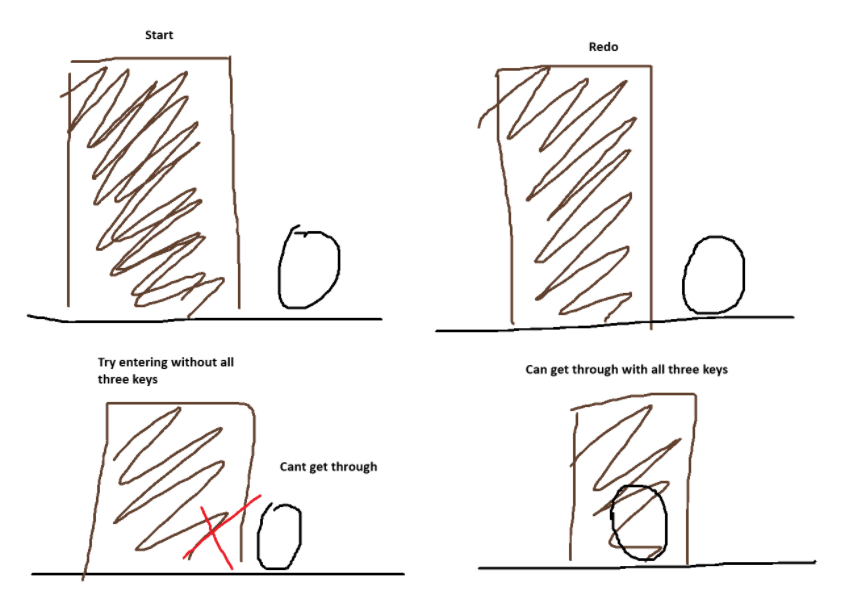 Start
Redo
Try entering without all
three keys
Can get through with all three keys
Cant get through